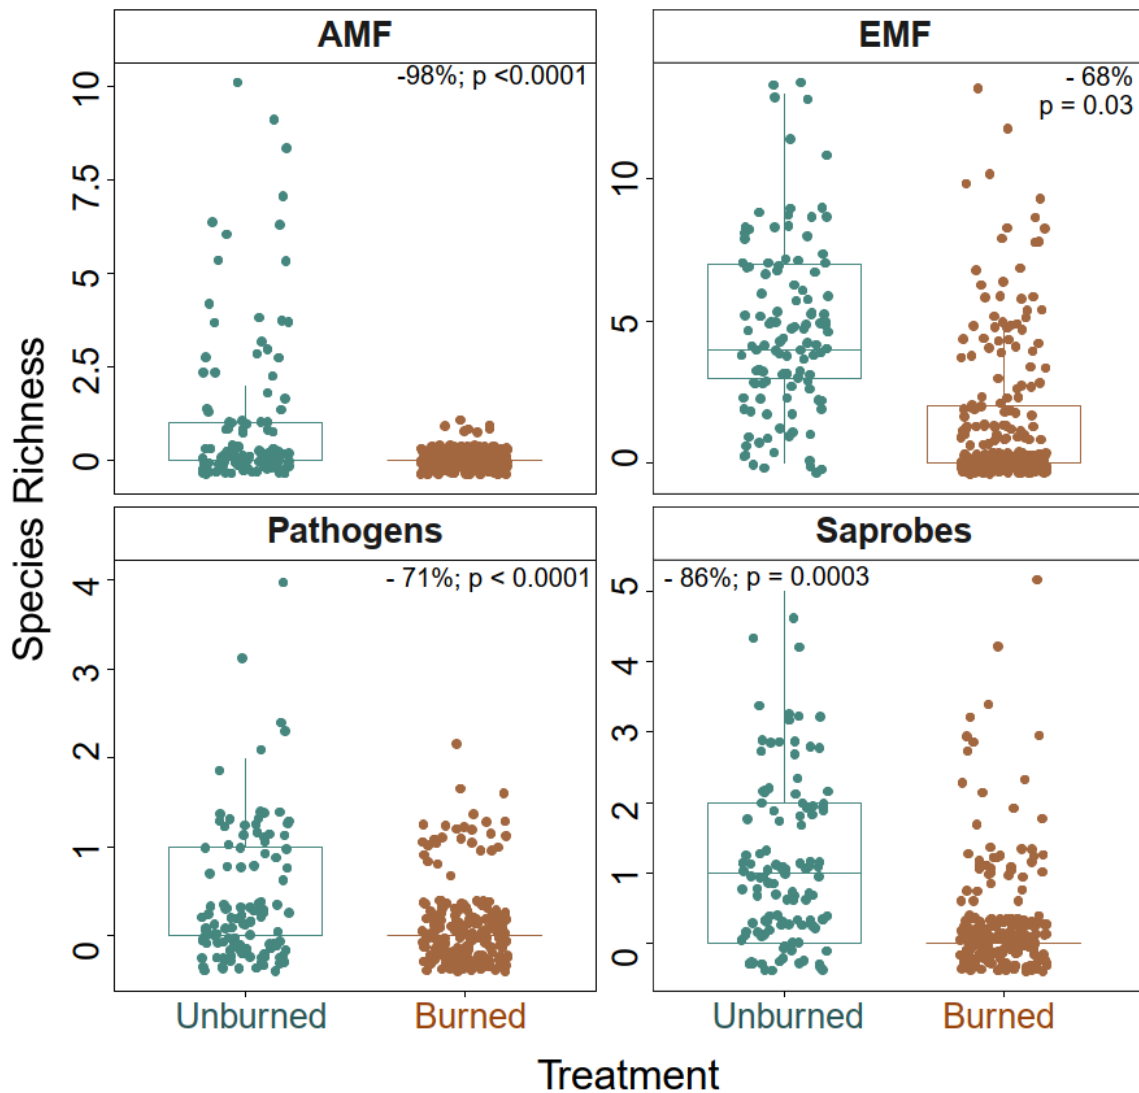 AMF
EMF
-98%; p <0.0001
- 68%
p = 0.03
10
7.5
5
2.5
0
10
5
0
Pathogens
Saprobes
- 71%; p < 0.0001
- 86%; p = 0.0003
4
3
2
1
0
5
4
3
2
1
0
Species Richness
Unburned
Burned
Unburned
Burned
Treatment